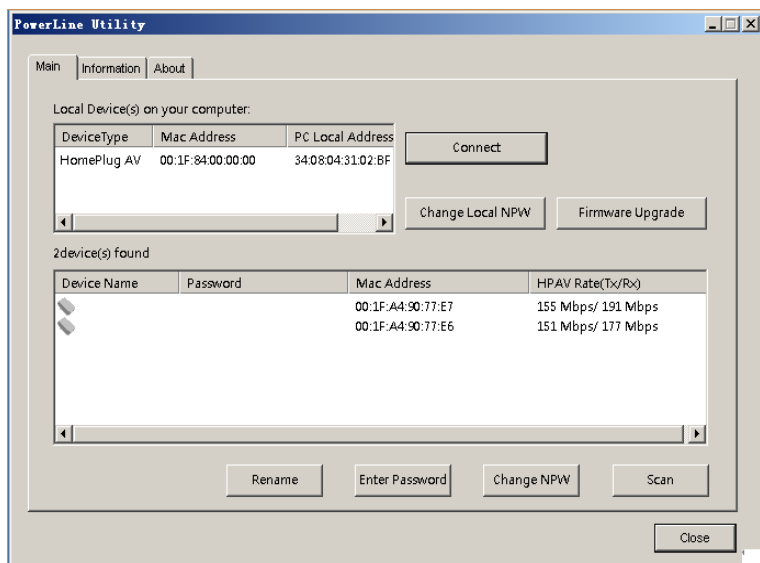 PowerLine Utility
Main Information About
Local Device(s) on your computer:
DeviceType Mac Address PC Local Address
HomePlug AV 00:1F:84:00:00:00 34:08:04:31:02:BF
Connect
Change Local NPW Firmware Upgrade
2device(s) found
Device Name Password Mac Address HPAV Rate(Tx/Rx)
00:1F:A4:90:77:E7 155 Mbps/ 191 Mbps
00:1F:A4:90:77:E6 151 Mbps/ 177 Mbps
Rename Enter Password Change NPW Scan
Close